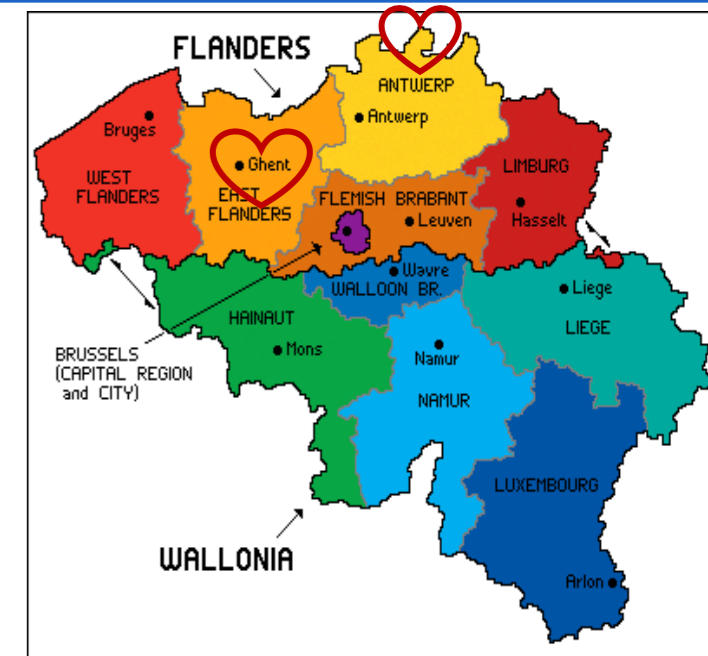 FLANDERS
ANTWERP
Antwerp
Bruges
Ghent
WEST
FLANDERS
EAST
FLANDERS
LIMBURG
FLEMISH BRABANT
Leuven
Hasselt
Wavre
WALLOON BR.
Liege
LIEGE
HAINAUT
Mons
BRUSSELS
(CAPITAL REGION
and CITY)
Namur
NAMUR
LUXEMBOURG
WALLONIA
Arlon